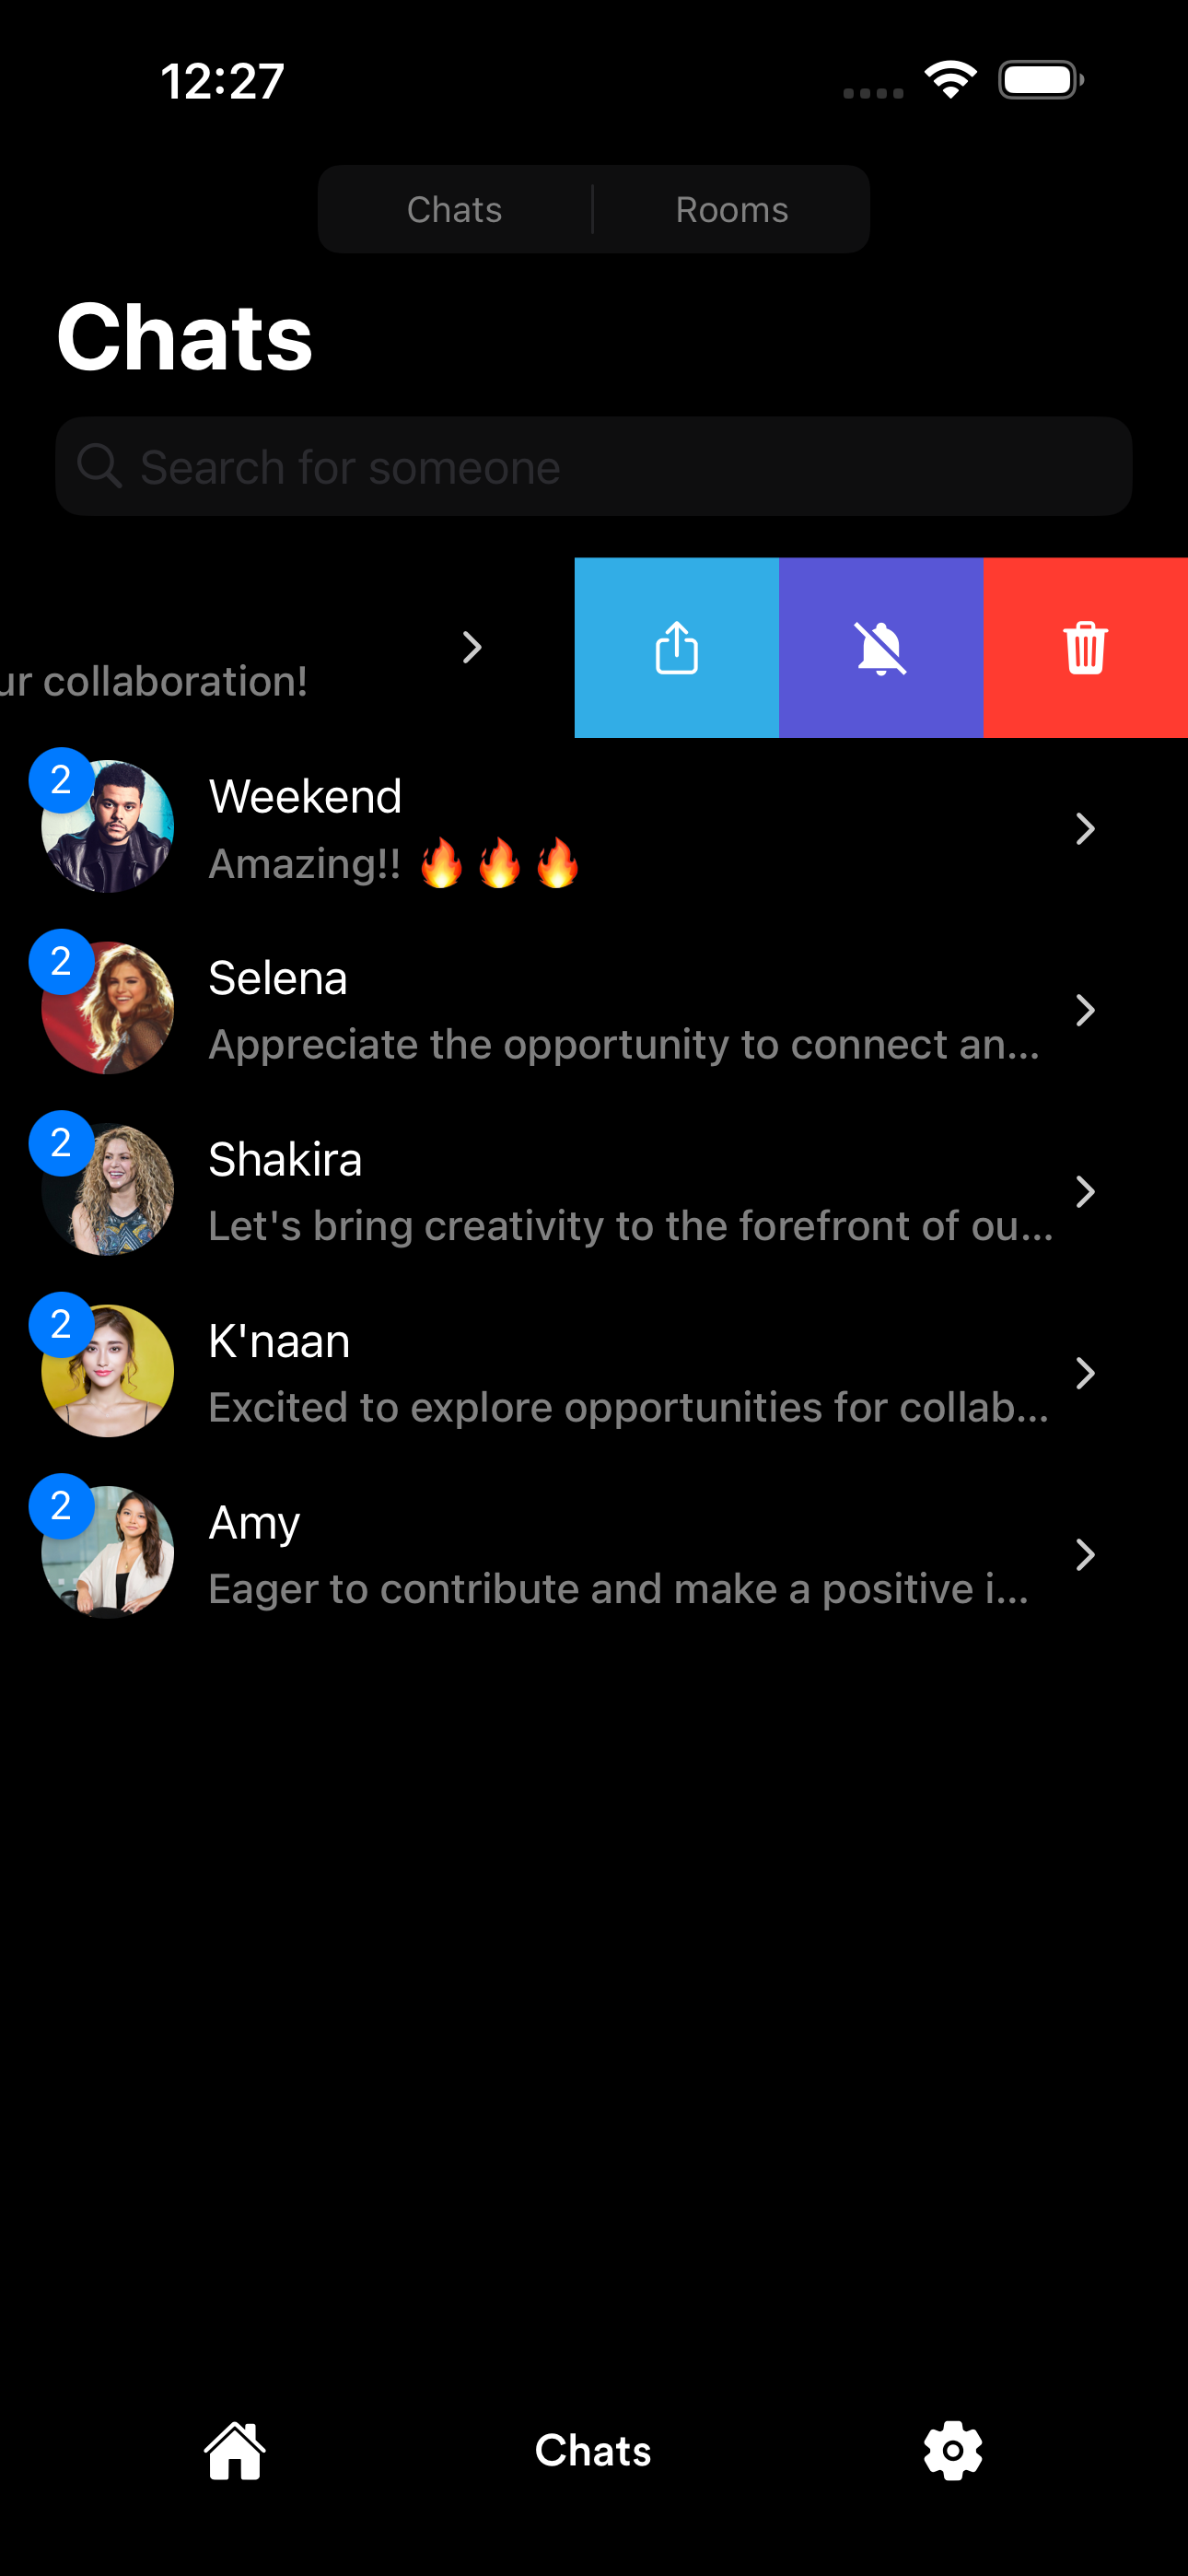 12:27
Chats
Rooms
Chats
Search for someone
ur collaboration!
2
Weekend
Amazing!! 🔥 🔥 🔥
2
Selena
Appreciate the opportunity to connect an...
2
Shakira
Let's bring creativity to the forefront of ou...
2
K'naan
Excited to explore opportunities for collab...
2
Amy
Eager to contribute and make a positive i...
Chats